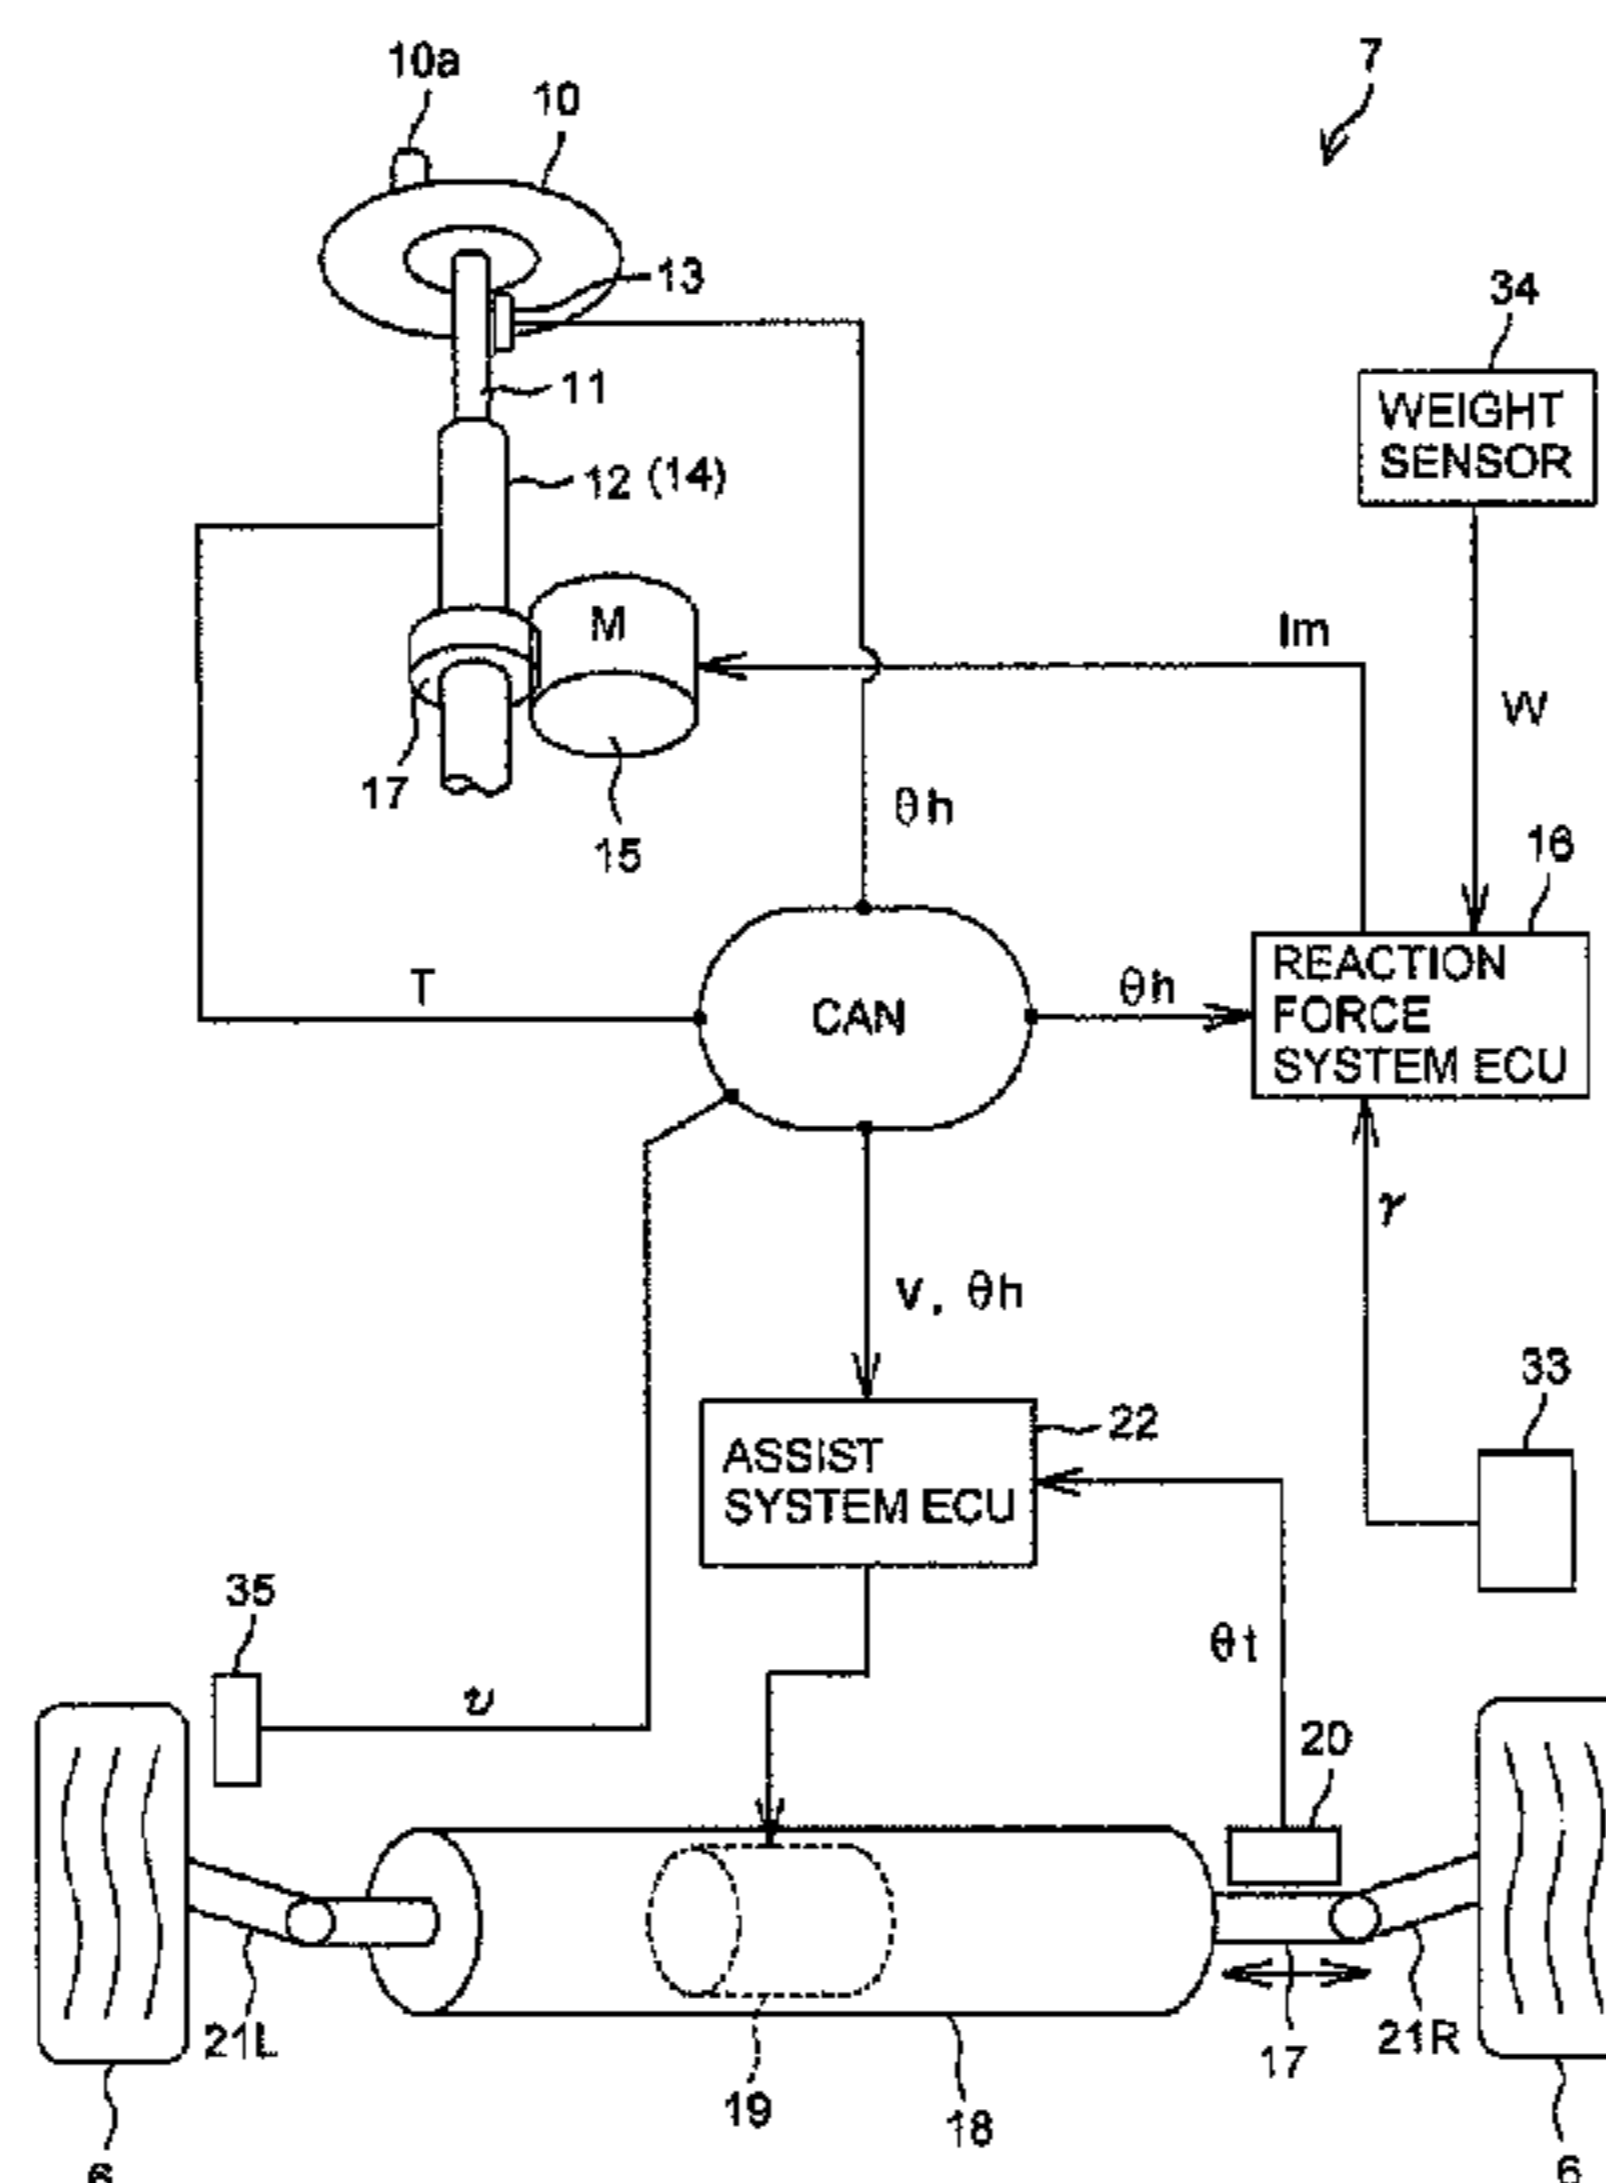 7
10a
10
13
34
WEIGHT
SENSOR
11
12 (14)
M
Im
W
17
θh
15
16
REACTION
FORCE
SYSTEM ECU
T
CAN
θh
γ
V, θh
33
22
ASSIST
SYSTEM ECU
35
θt
υ
20
21L
17
21R
19
18
6
6